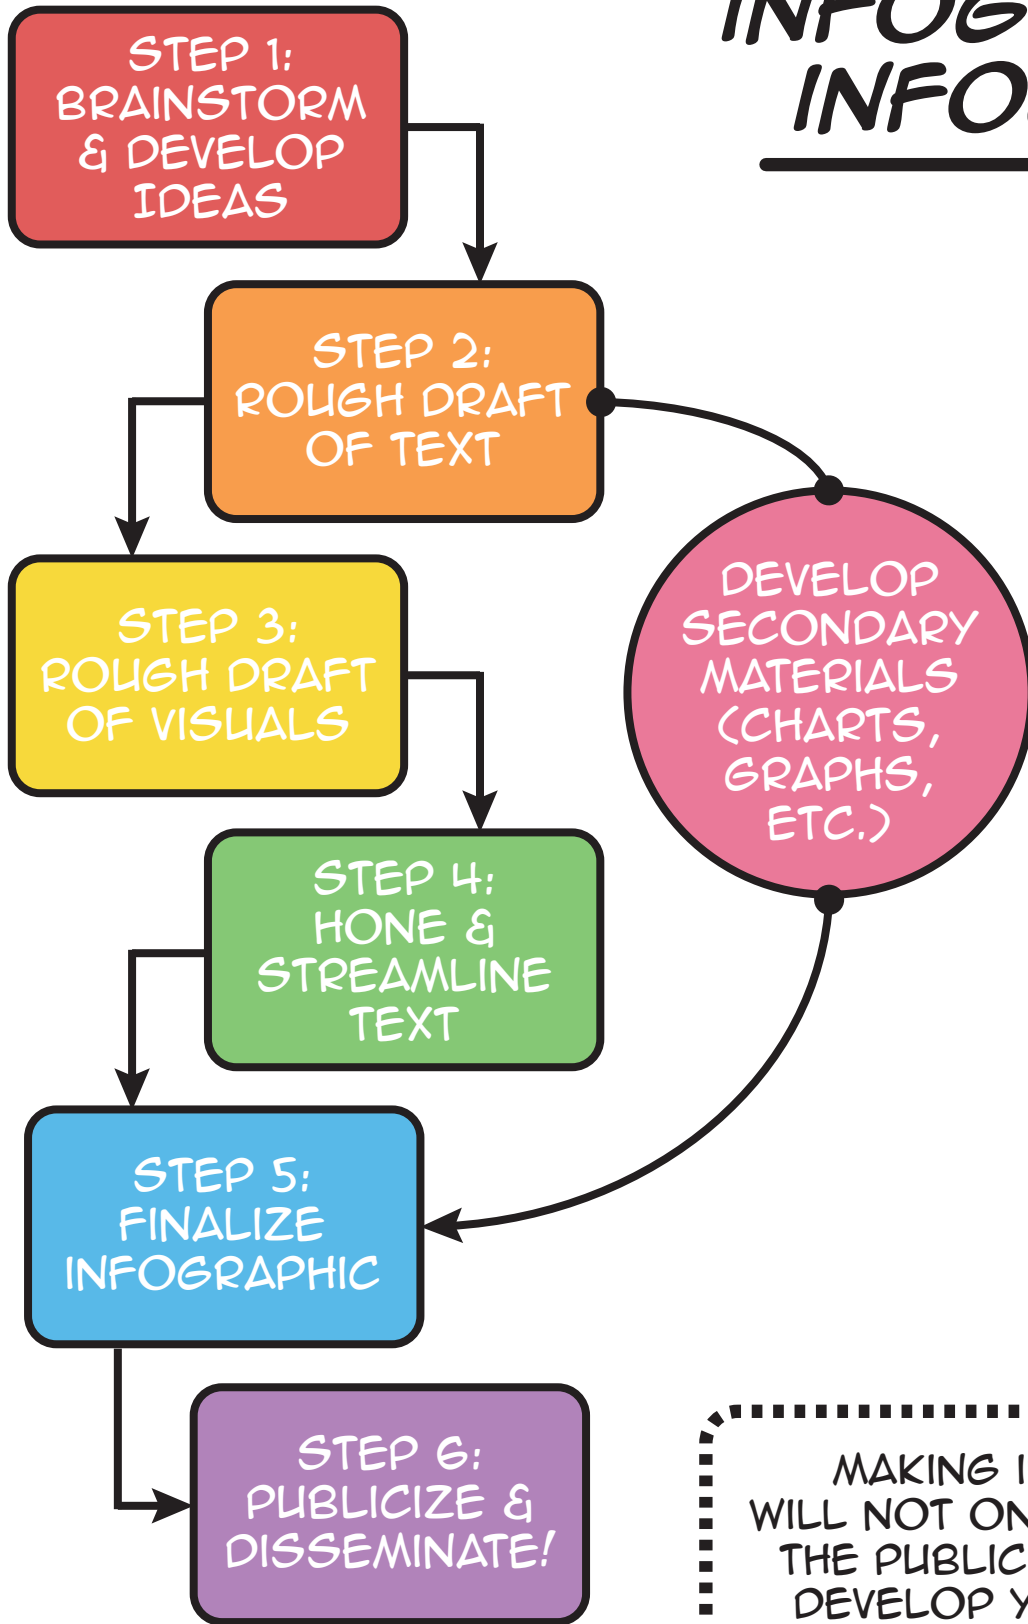 STEP 1:
BRAINSTORM
& DEVELOP
IDEAS
STEP 2:
ROUGH DRAFT
OF TEXT
STEP 3:
ROUGH DRAFT
OF VISUALS
DEVELOP
SECONDARY
MATERIALS
(CHARTS,
GRAPHS,
ETC.)
STEP 4:
HONE &
STREAMLINE
TEXT
STEP 5:
FINALIZE
INFOGRAPHIC
STEP 6:
PUBLICIZE &
DISSEMINATE!
MAKING
WILL NOT
THE PUBLIC
DEVELOP